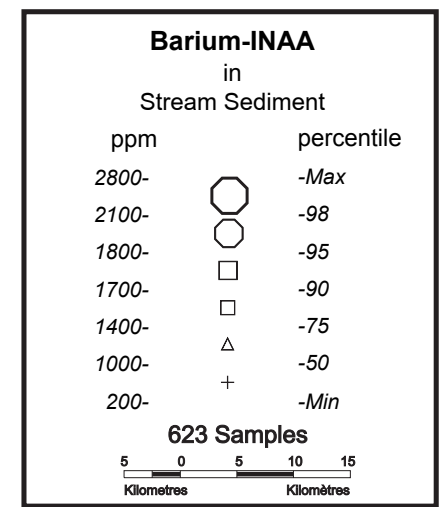 Barium-INAA
in
Stream Sediment
ppm percentile
2800- -Max
2100- -98
1800- -95
1700- -90
1400- -75
1000- -50
200- -Min
623 Samples
5 0 5 10 15
Kilometres Kilomètres